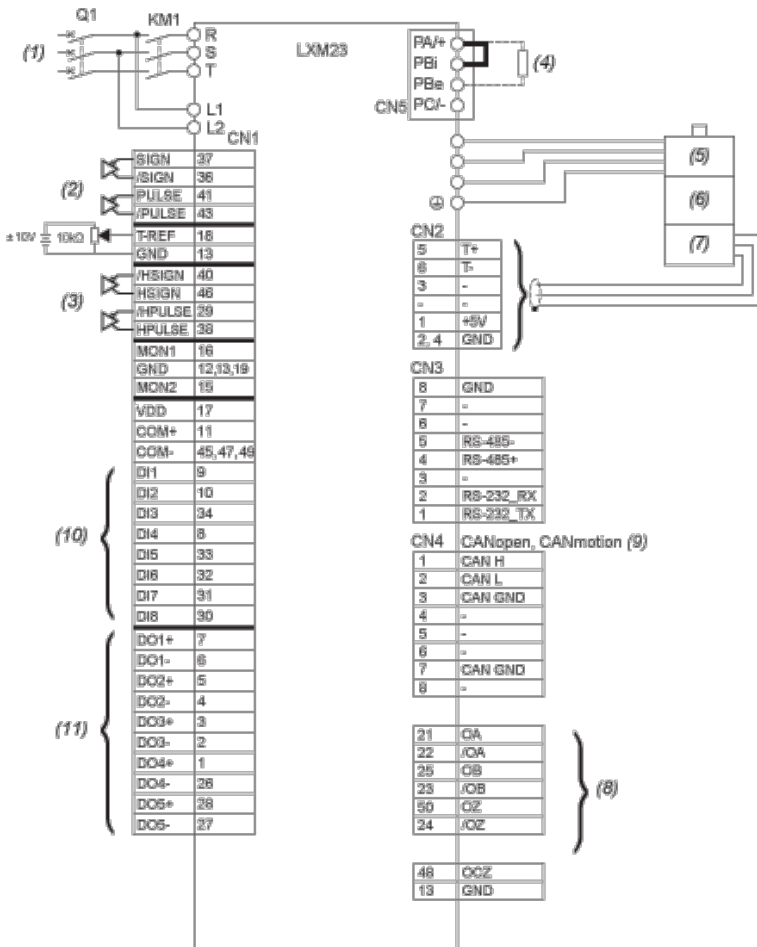 Q1
KM1
(1)
R
S
T
L1
L2
LXM23
PA/+
PBi
PBe
PC/-
CN5
(4)
CN1
SIGN 37
/SIGN 36
PULSE 41
/PULSE 43
(2)
± 10V
10kΩ
T-REF 18
GND 13
/HSIGN 40
HSIGN 46
/HPULSE 29
HPULSE 38
(3)
MON1 16
GND 12,13,19
MON2 15
VDD 17
COM+ 11
COM- 45,47,49
DI1 9
DI2 10
DI3 34
DI4 8
DI5 33
DI6 32
DI7 31
DI8 30
(10)
DO1+ 7
DO1- 6
DO2+ 5
DO2- 4
DO3+ 3
DO3- 2
DO4+ 1
DO4- 26
DO5+ 28
DO5- 27
(11)
(5)
(6)
(7)
CN2
5 T+
6 T-
3 -
- -
1 +5V
2, 4 GND
CN3
8 GND
7 -
6 -
5 RS-485-
4 RS-485+
3 -
2 RS-232_RX
1 RS-232_TX
CN4 CANopen, CANmotion (9)
1 CAN H
2 CAN L
3 CAN GND
4 -
5 -
6 -
7 CAN GND
8 -
21 OA
22 /OA
25 OB
23 /OB
50 OZ
24 /OZ
(8)
48 OCZ
13 GND